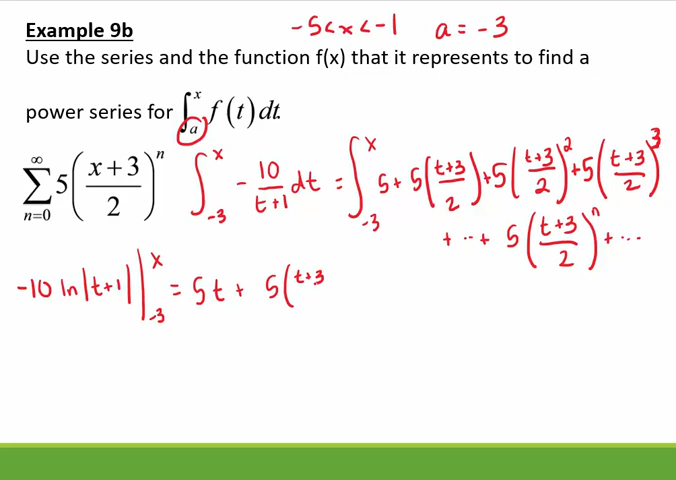 Example 9b -5<x<-1 a = -3
Use the series and the function f(x) that it represents to find a
power series for ∫_a^x f(t) dt.
∑_{n=0}^{∞} 5((x+3)/2)^n ∫_{-3}^{x} -10/(t+1) dt = ∫_{-3}^{x} 5+ 5((t+3)/2)+5((t+3)/2)^2+5((t+3)/2)^3
+ ... + 5((t+3)/2)^n + ...
-10 ln|t+1| |_{-3}^{x} = 5t + 5(t+3